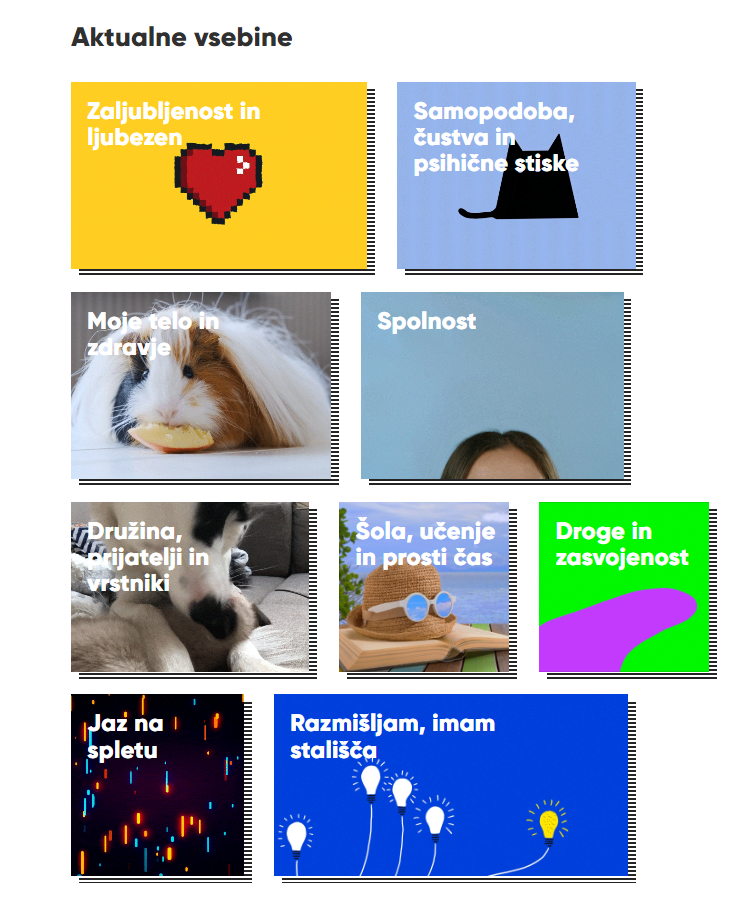 Aktualne vsebine
Zaljubljenost in
ljubezen
Samopodoba,
čustva in
psihične stiske
Moje telo in
zdravje
Spolnost
Družina,
prijatelji in
vrstniki
Šola, učenje
in prosti čas
Droge in
zasvojenost
Jaz na
spletu
Razmišljam, imam
stališča